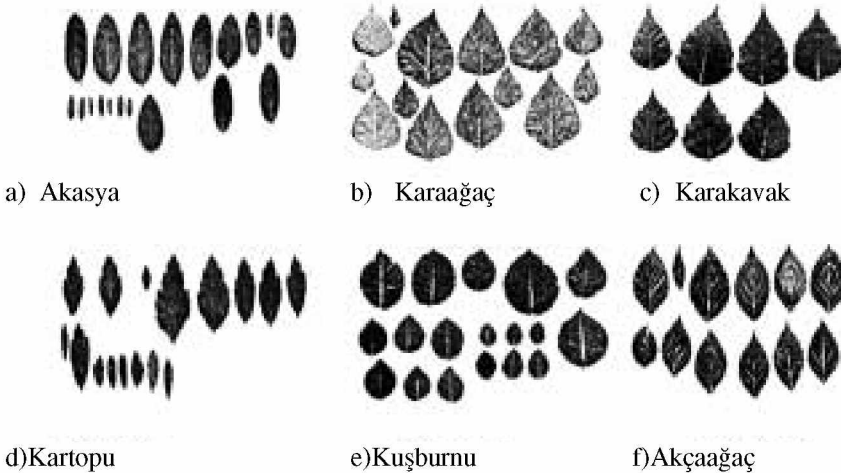 a) Akasya
b) Karaağaç
c) Karakavak
d)Kartopu
e)Kuşburnu
f)Akçaağaç